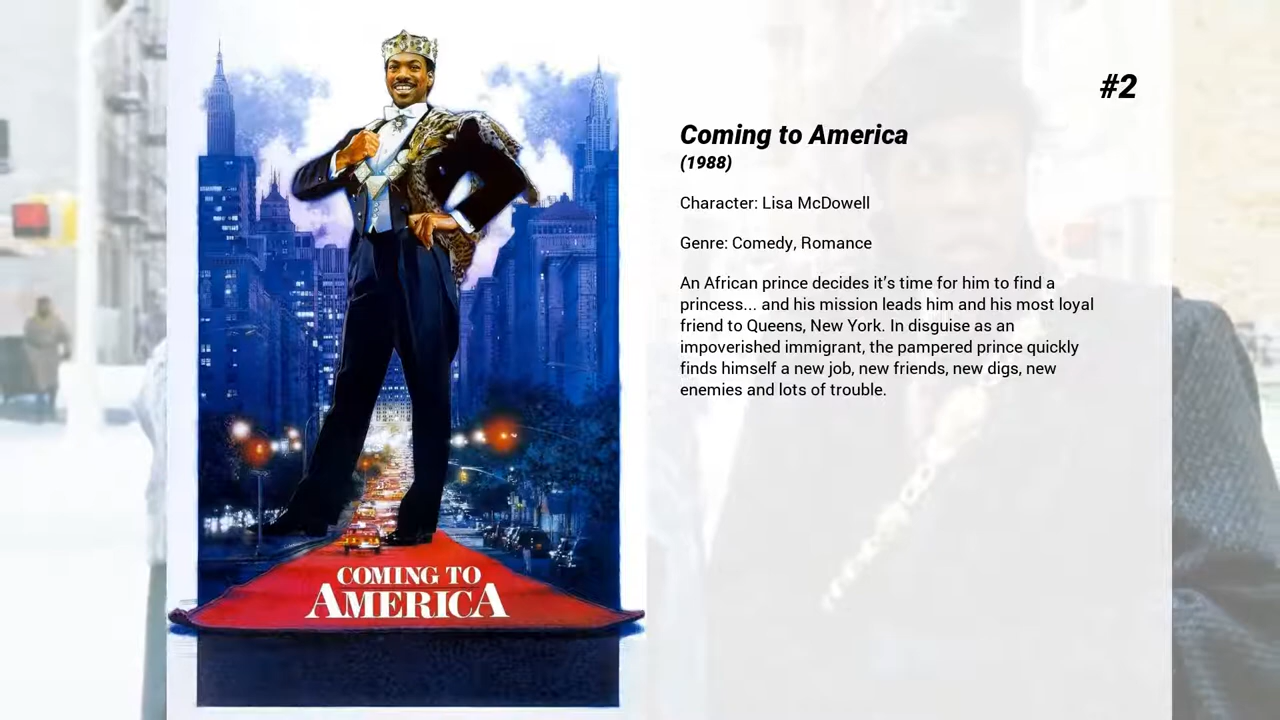 COMING TO
AMERICA
#2
Coming to America
(1988)
Character: Lisa McDowell
Genre: Comedy, Romance
An African prince decides it’s time for him to find a
princess... and his mission leads him and his most loyal
friend to Queens, New York. In disguise as an
impoverished immigrant, the pampered prince quickly
finds himself a new job, new friends, new digs, new
enemies and lots of trouble.